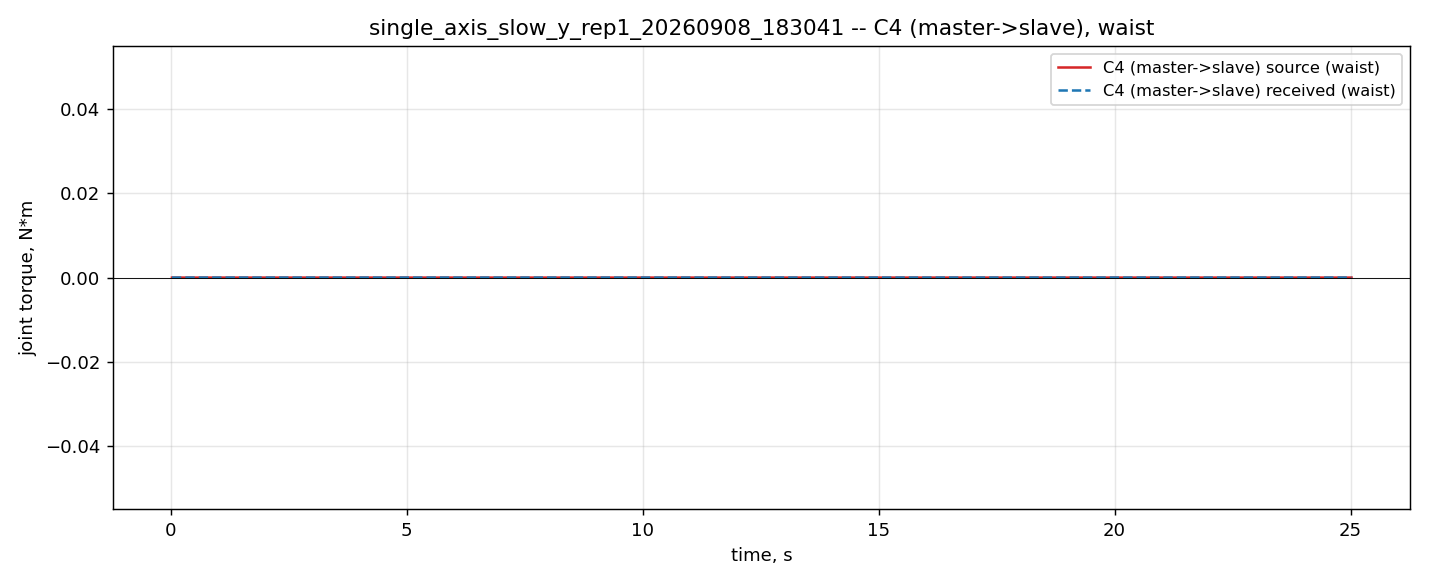 single_axis_slow_y_rep1_20260908_183041 -- C4 (master->slave), waist
C4 (master->slave) source (waist)
C4 (master->slave) received (waist)
joint torque, N*m
0.04
0.02
0.00
−0.02
−0.04
0
5
10
15
20
25
time, s